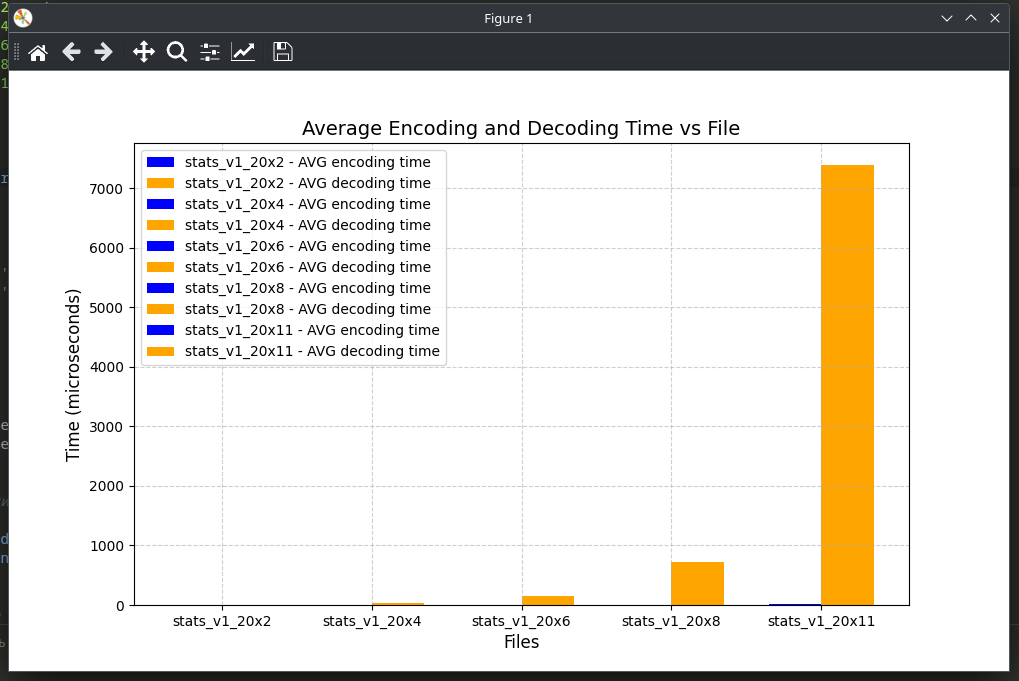 Figure 1
Average Encoding and Decoding Time vs File
stats_v1_20x2 - AVG encoding time
stats_v1_20x2 - AVG decoding time
stats_v1_20x4 - AVG encoding time
stats_v1_20x4 - AVG decoding time
stats_v1_20x6 - AVG encoding time
stats_v1_20x6 - AVG decoding time
stats_v1_20x8 - AVG encoding time
stats_v1_20x8 - AVG decoding time
stats_v1_20x11 - AVG encoding time
stats_v1_20x11 - AVG decoding time
7000
6000
5000
4000
3000
2000
1000
0
Time (microseconds)
stats_v1_20x2 stats_v1_20x4 stats_v1_20x6 stats_v1_20x8 stats_v1_20x11
Files